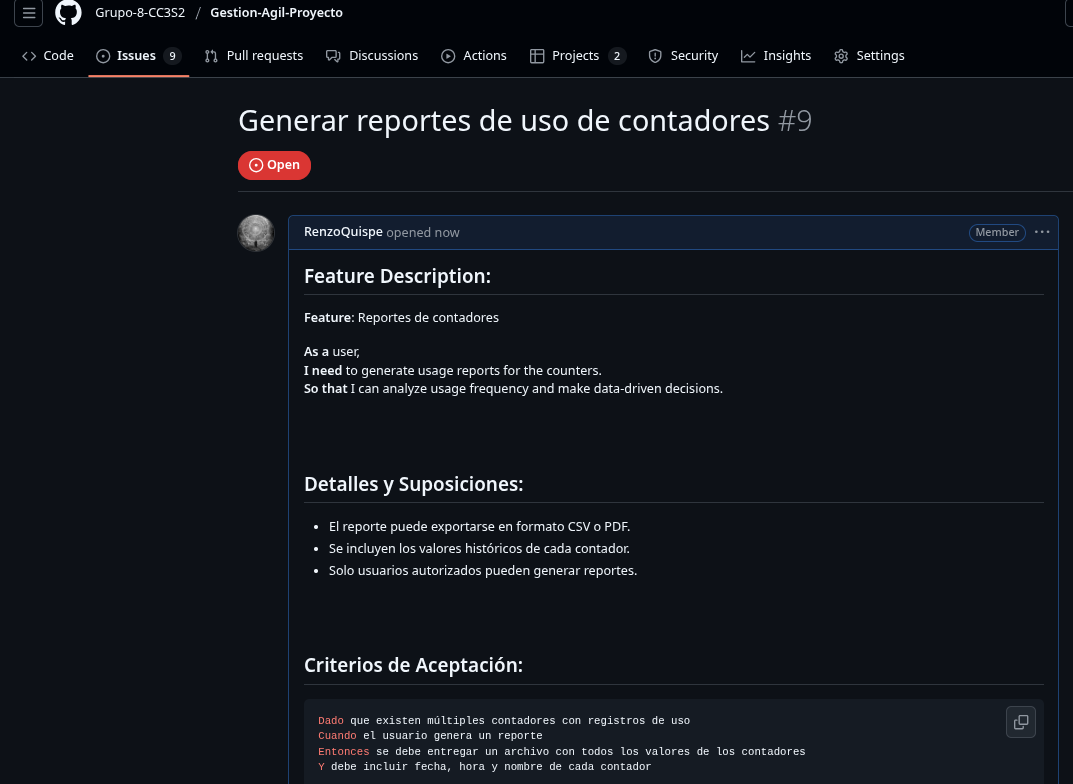 Grupo-8-CC3S2 / Gestion-Agil-Proyecto
Code Issues 9 Pull requests Discussions Actions Projects 2 Security Insights Settings
Generar reportes de uso de contadores #9
Open
RenzoQuispe opened now Member
Feature Description:
Feature: Reportes de contadores
As a user,
I need to generate usage reports for the counters.
So that I can analyze usage frequency and make data-driven decisions.
Detalles y Suposiciones:
• El reporte puede exportarse en formato CSV o PDF.
• Se incluyen los valores históricos de cada contador.
• Solo usuarios autorizados pueden generar reportes.
Criterios de Aceptación:
Dado que existen múltiples contadores con registros de uso
Cuando el usuario genera un reporte
Entonces se debe entregar un archivo con todos los valores de los contadores
Y debe incluir fecha, hora y nombre de cada contador